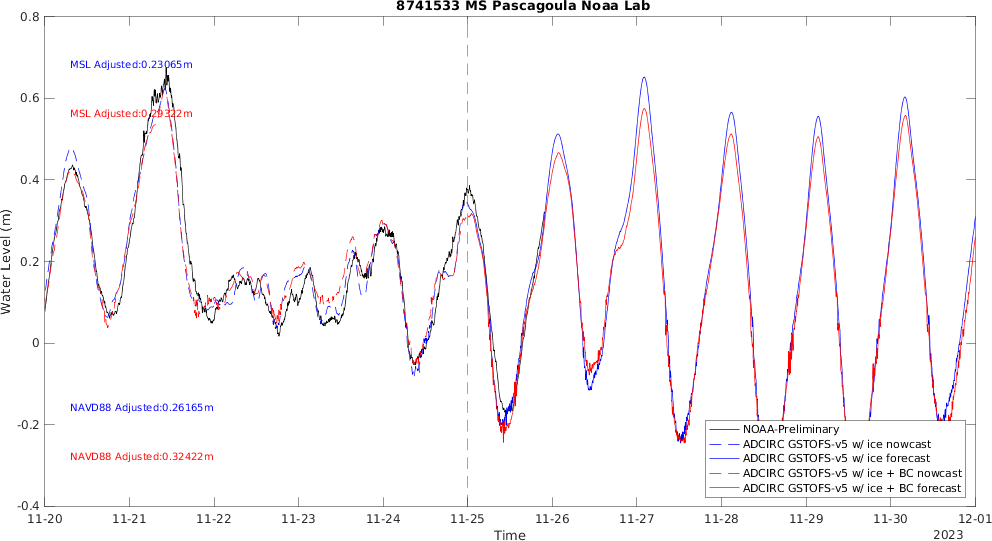 8741533 MS Pascagoula Noaa Lab
0.8
MSL Adjusted:0.23065m
0.6
MSL Adjusted:0.29322m
0.4
Water Level (m)
0.2
0
NAVD88 Adjusted:0.26165m
-0.2
NAVD88 Adjusted:0.32422m
NOAA-Preliminary
ADCIRC GSTOFS-v5 w/ ice nowcast
ADCIRC GSTOFS-v5 w/ ice forecast
ADCIRC GSTOFS-v5 w/ ice + BC nowcast
ADCIRC GSTOFS-v5 w/ ice + BC forecast
-0.4
11-20 11-21 11-22 11-23 11-24 11-25 11-26 11-27 11-28 11-29 11-30 12-01
Time
2023